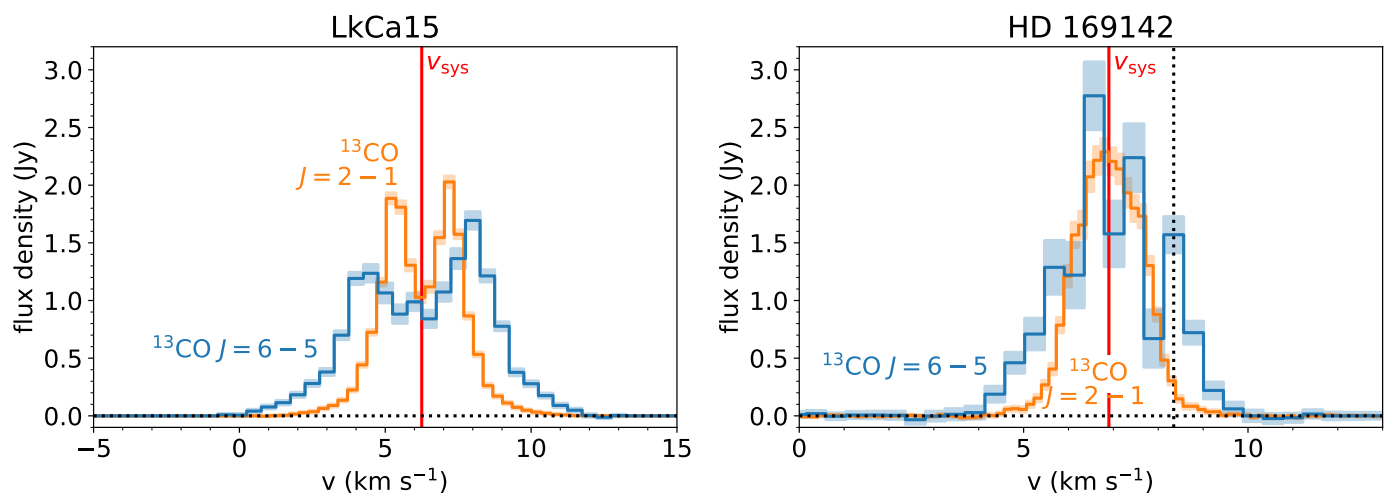 LkCa15
flux density (Jy)
3.0
2.5
2.0
1.5
1.0
0.5
0.0
v_sys
¹³CO
J = 2 − 1
¹³CO J = 6 − 5
−5
0
5
10
15
v (km s⁻¹)
HD 169142
flux density (Jy)
3.0
2.5
2.0
1.5
1.0
0.5
0.0
v_sys
¹³CO J = 6 − 5
¹³CO
J = 2 − 1
0
5
10
v (km s⁻¹)